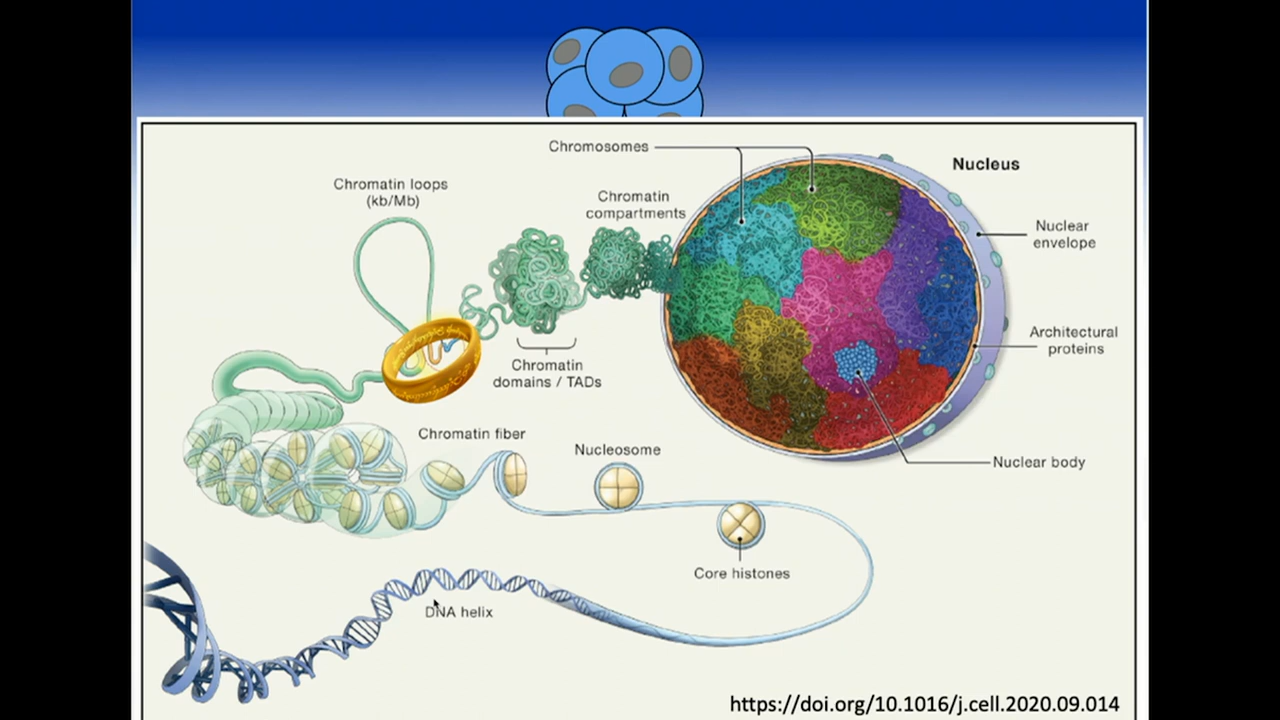 Chromosomes
Nucleus
Chromatin loops
(kb/Mb)
Chromatin
compartments
Nuclear
envelope
Architectural
proteins
Chromatin
domains / TADs
Chromatin fiber
Nucleosome
Nuclear body
Core histones
DNA helix
https://doi.org/10.1016/j.cell.2020.09.014